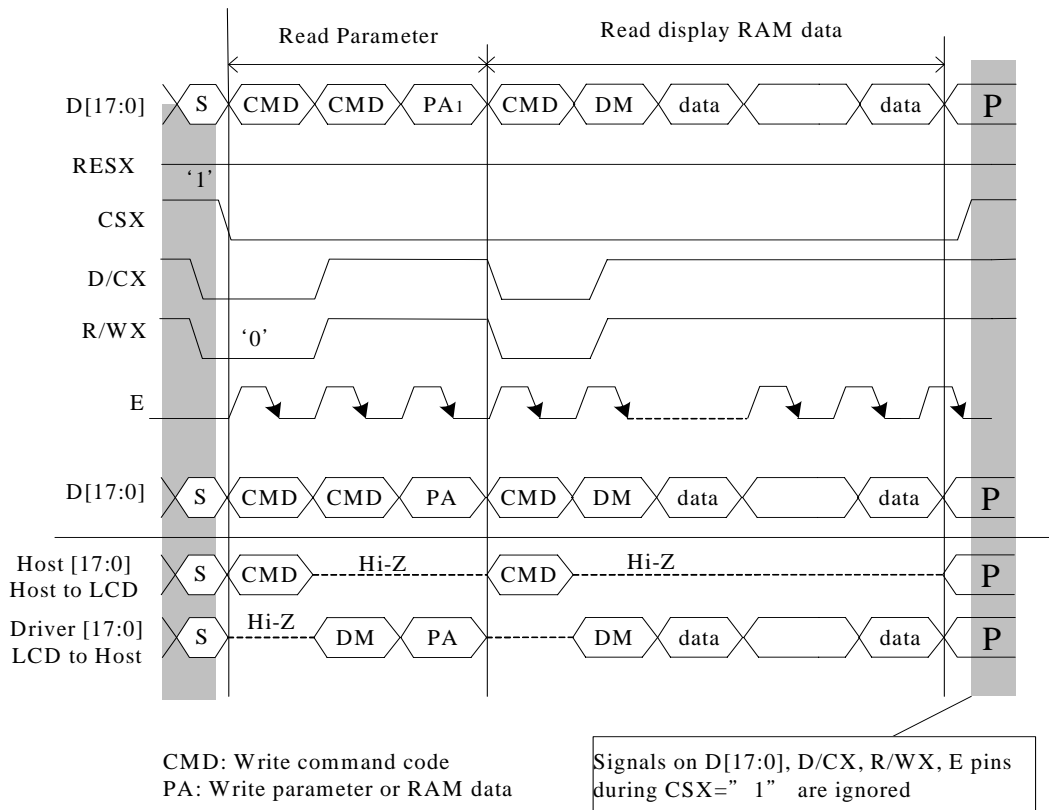 Read Parameter Read display RAM data
D[17:0] S CMD CMD PA1 CMD DM data data P
RESX
‘1’
CSX
D/CX
R/WX ‘0’
E
D[17:0] S CMD CMD PA CMD DM data data P
Host [17:0]
Host to LCD S CMD Hi-Z CMD Hi-Z P
Driver [17:0]
LCD to Host S Hi-Z DM PA DM data data P
CMD: Write command code
PA: Write parameter or RAM data
Signals on D[17:0], D/CX, R/WX, E pins
during CSX=” 1” are ignored